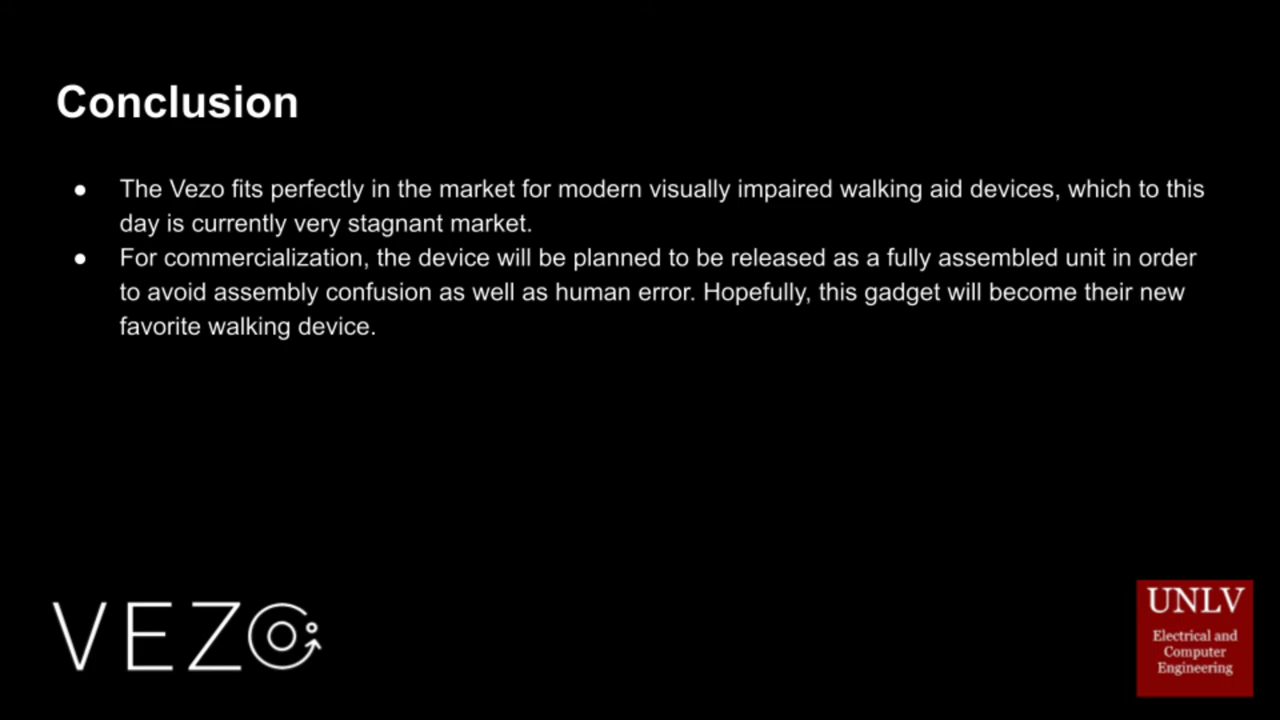 Conclusion
● The Vezo fits perfectly in the market for modern visually impaired walking aid devices, which to this
day is currently very stagnant market.
● For commercialization, the device will be planned to be released as a fully assembled unit in order
to avoid assembly confusion as well as human error. Hopefully, this gadget will become their new
favorite walking device.
VEZO
UNLV
Electrical and
Computer
Engineering